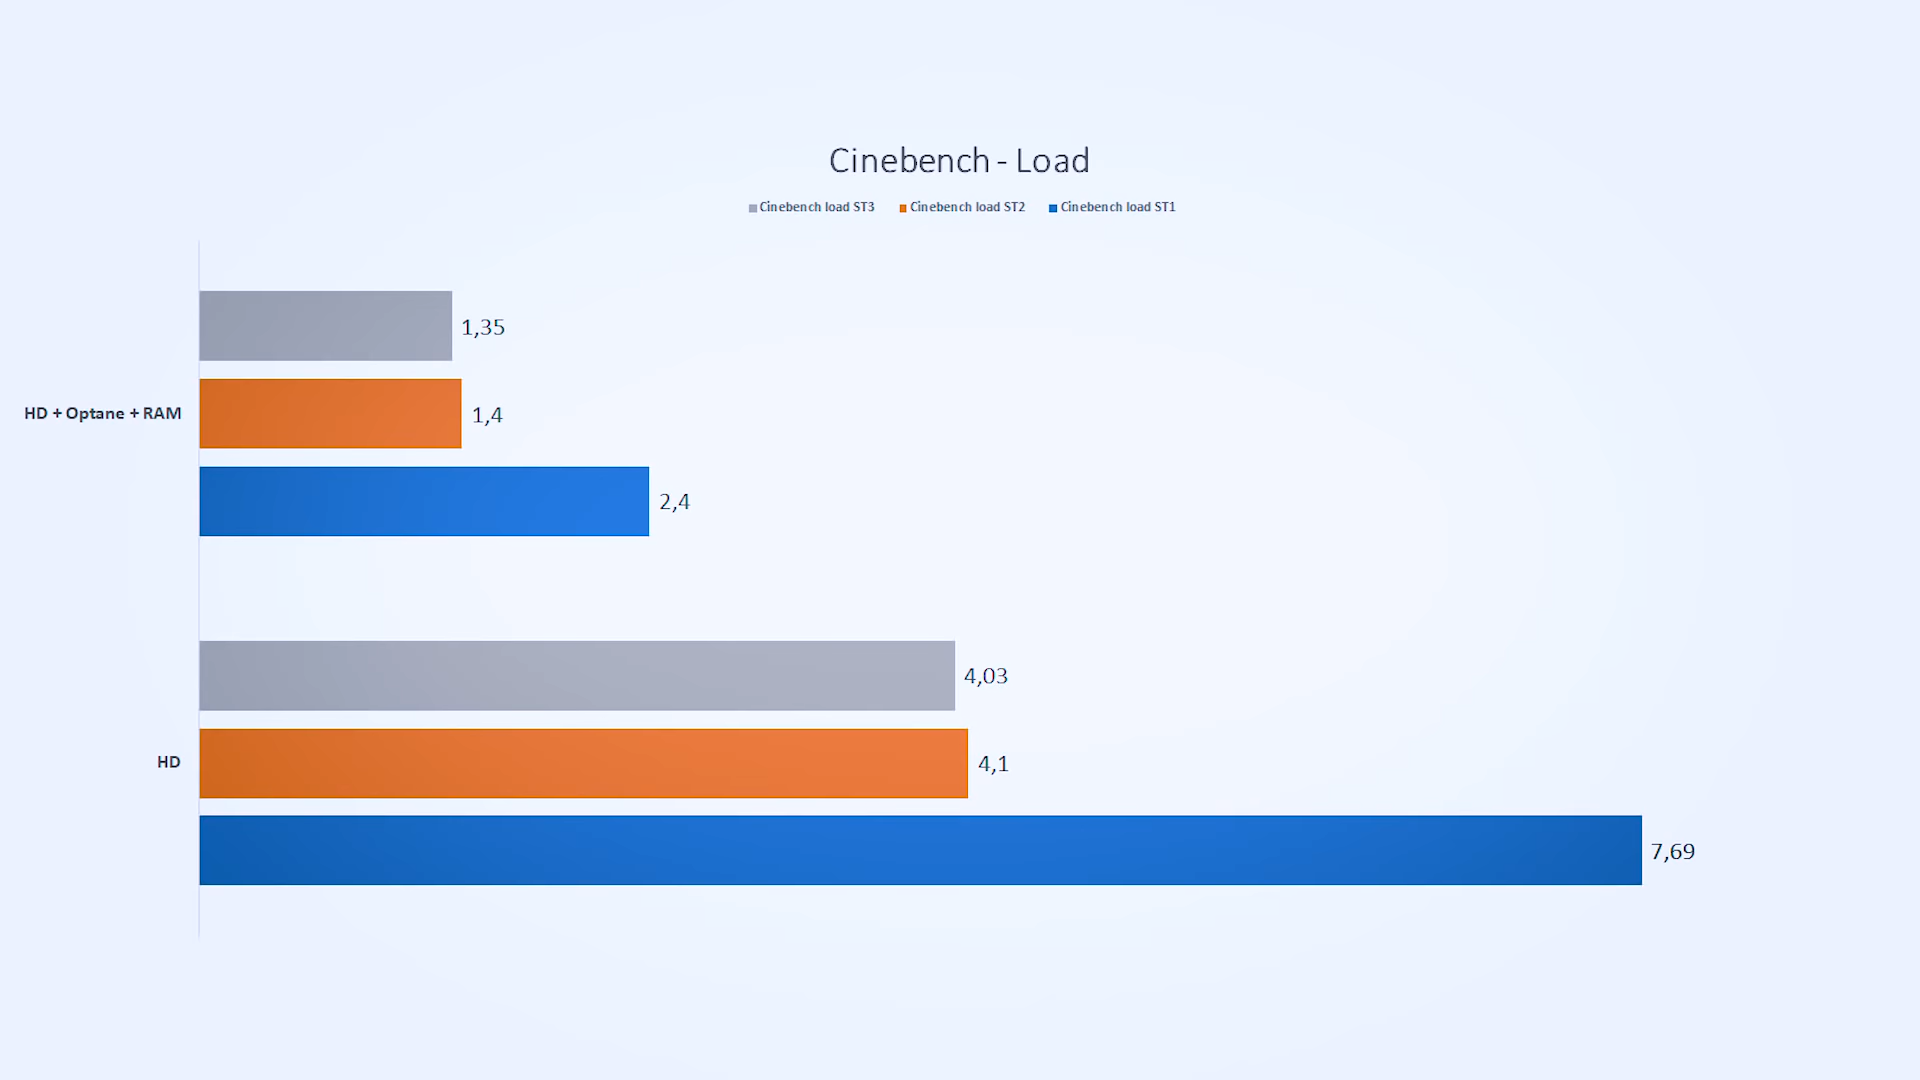 Cinebench - Load
Cinebench load ST3 Cinebench load ST2 Cinebench load ST1
1,35
HD + Optane + RAM
1,4
2,4
4,03
HD
4,1
7,69